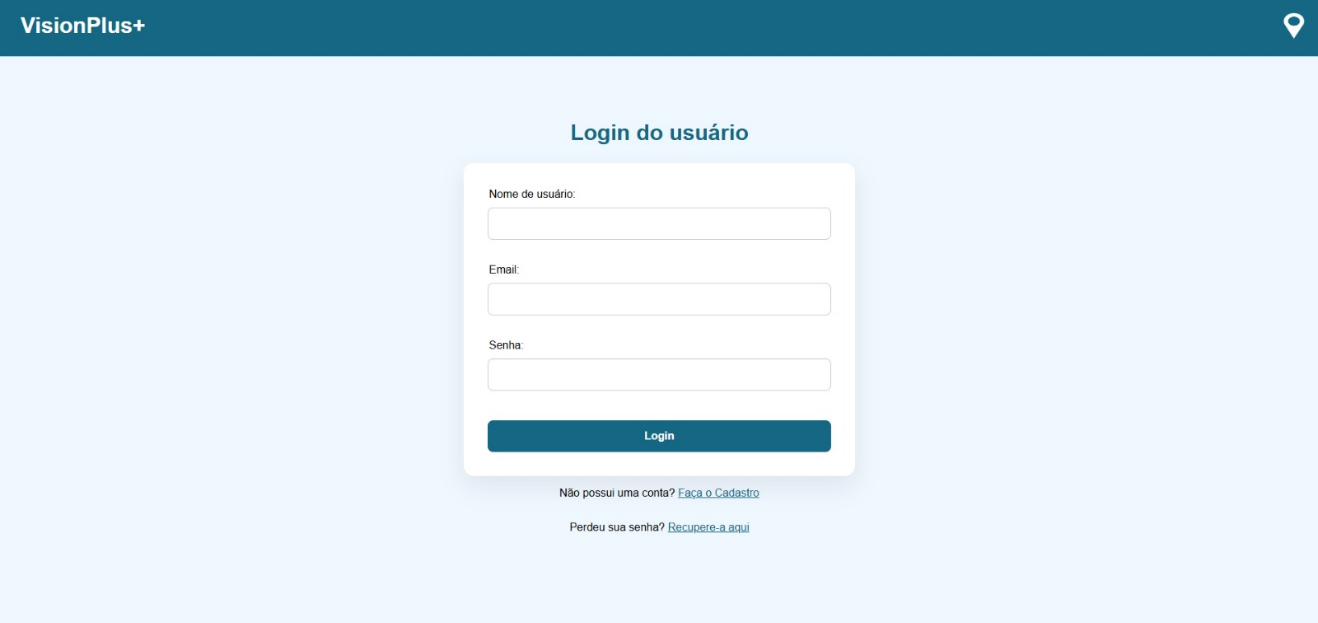 VisionPlus+
Login do usuário
Nome de usuário:
Email:
Senha:
Login
Não possui uma conta? Faça o Cadastro
Perdeu sua senha? Recupere-a aqui